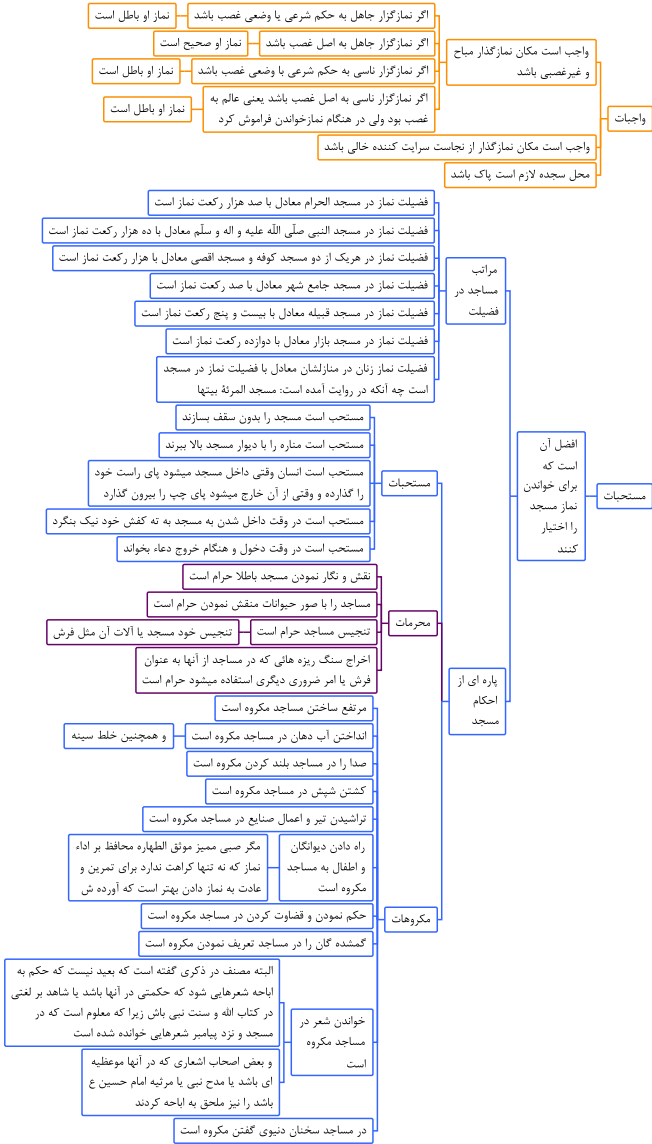 واجبات
واجب است مکان نمازگذار مباح
و غیرغصبی باشد
اگر نمازگزار جاهل به حکم شرعی یا وضعی غصب باشد
نماز او باطل است
اگر نمازگزار جاهل به اصل غصب باشد
نماز او صحیح است
اگر نمازگزار ناسی به حکم شرعی با وضعی غصب باشد
نماز او باطل است
اگر نمازگزار ناسی به اصل غصب باشد یعنی عالم به
غصب بود ولی در هنگام نمازخواندن فراموش کرد
نماز او باطل است
واجب است مکان نمازگذار از نجاست سرایت کننده خالی باشد
محل سجده لازم است پاک باشد
مستحبات
افضل آن
است که
برای خواندن
نماز مسجد
را اختیار
کنند
مراتب
مساجد در
فضیلت
فضیلت نماز در مسجد الحرام معادل با صد هزار رکعت نماز است
فضیلت نماز در مسجد النبی صلّی اللّه علیه و اله و سلّم معادل با ده هزار رکعت نماز است
فضیلت نماز در هریک از دو مسجد کوفه و مسجد اقصی معادل با هزار رکعت نماز است
فضیلت نماز در مسجد جامع شهر معادل با صد رکعت نماز است
فضیلت نماز در مسجد قبیله معادل با بیست و پنج رکعت نماز است
فضیلت نماز در مسجد بازار معادل با دوازده رکعت نماز است
فضیلت نماز زنان در منازلشان معادل با فضیلت نماز در مسجد
است چه آنکه در روایت آمده است: مسجد المرئة بیتها
پاره ای از
احکام
مسجد
مستحبات
مستحب است مسجد را بدون سقف بسازند
مستحب است مناره را با دیوار مسجد بالا ببرند
مستحب است انسان وقتی داخل مسجد میشود پای راست خود
را گذارده و وقتی از آن خارج میشود پای چپ را بیرون گذارد
مستحب است در وقت داخل شدن به مسجد به ته کفش خود نیک بنگرد
مستحب است در وقت دخول و هنگام خروج دعاء بخواند
محرمات
نقش و نگار نمودن مسجد باطلا حرام است
مساجد را با صور حیوانات منقش نمودن حرام است
تنجیس مساجد حرام است
تنجیس خود مسجد یا آلات آن مثل فرش
اخراج سنگ ریزه هائی که در مساجد از آنها به عنوان
فرش یا امر ضروری دیگری استفاده میشود حرام است
مکروهات
مرتفع ساختن مساجد مکروه است
انداختن آب دهان در مساجد مکروه است
و همچنین خلط سینه
صدا را در مساجد بلند کردن مکروه است
کشتن شپش در مساجد مکروه است
تراشیدن تیر و اعمال صنایع در مساجد مکروه است
راه دادن دیوانگان
و اطفال به مساجد
مکروه است
مگر صبی ممیز موثق الطهاره محافظ بر اداء
نماز که نه تنها کراهت ندارد برای تمرین و
عادت به نماز دادن بهتر است که آورده ش
حکم نمودن و قضاوت کردن در مساجد مکروه است
گمشده گان را در مساجد تعریف نمودن مکروه است
خواندن شعر در
مساجد مکروه
است
البته مصنف در ذکری گفته است که بعید نیست که حکم به
اباحه شعرهایی شود که حکمتی در آنها باشد یا شاهد بر لغتی
در کتاب الله و سنت نبی باش زیرا که معلوم است که در
مسجد و نزد پیامبر شعرهایی خوانده شده است
و بعض اصحاب اشعاری که در آنها موعظیه
ای باشد یا مدح نبی یا مرثیه امام حسین ع
باشد را نیز ملحق به اباحه کردند
در مساجد سخنان دنیوی گفتن مکروه است